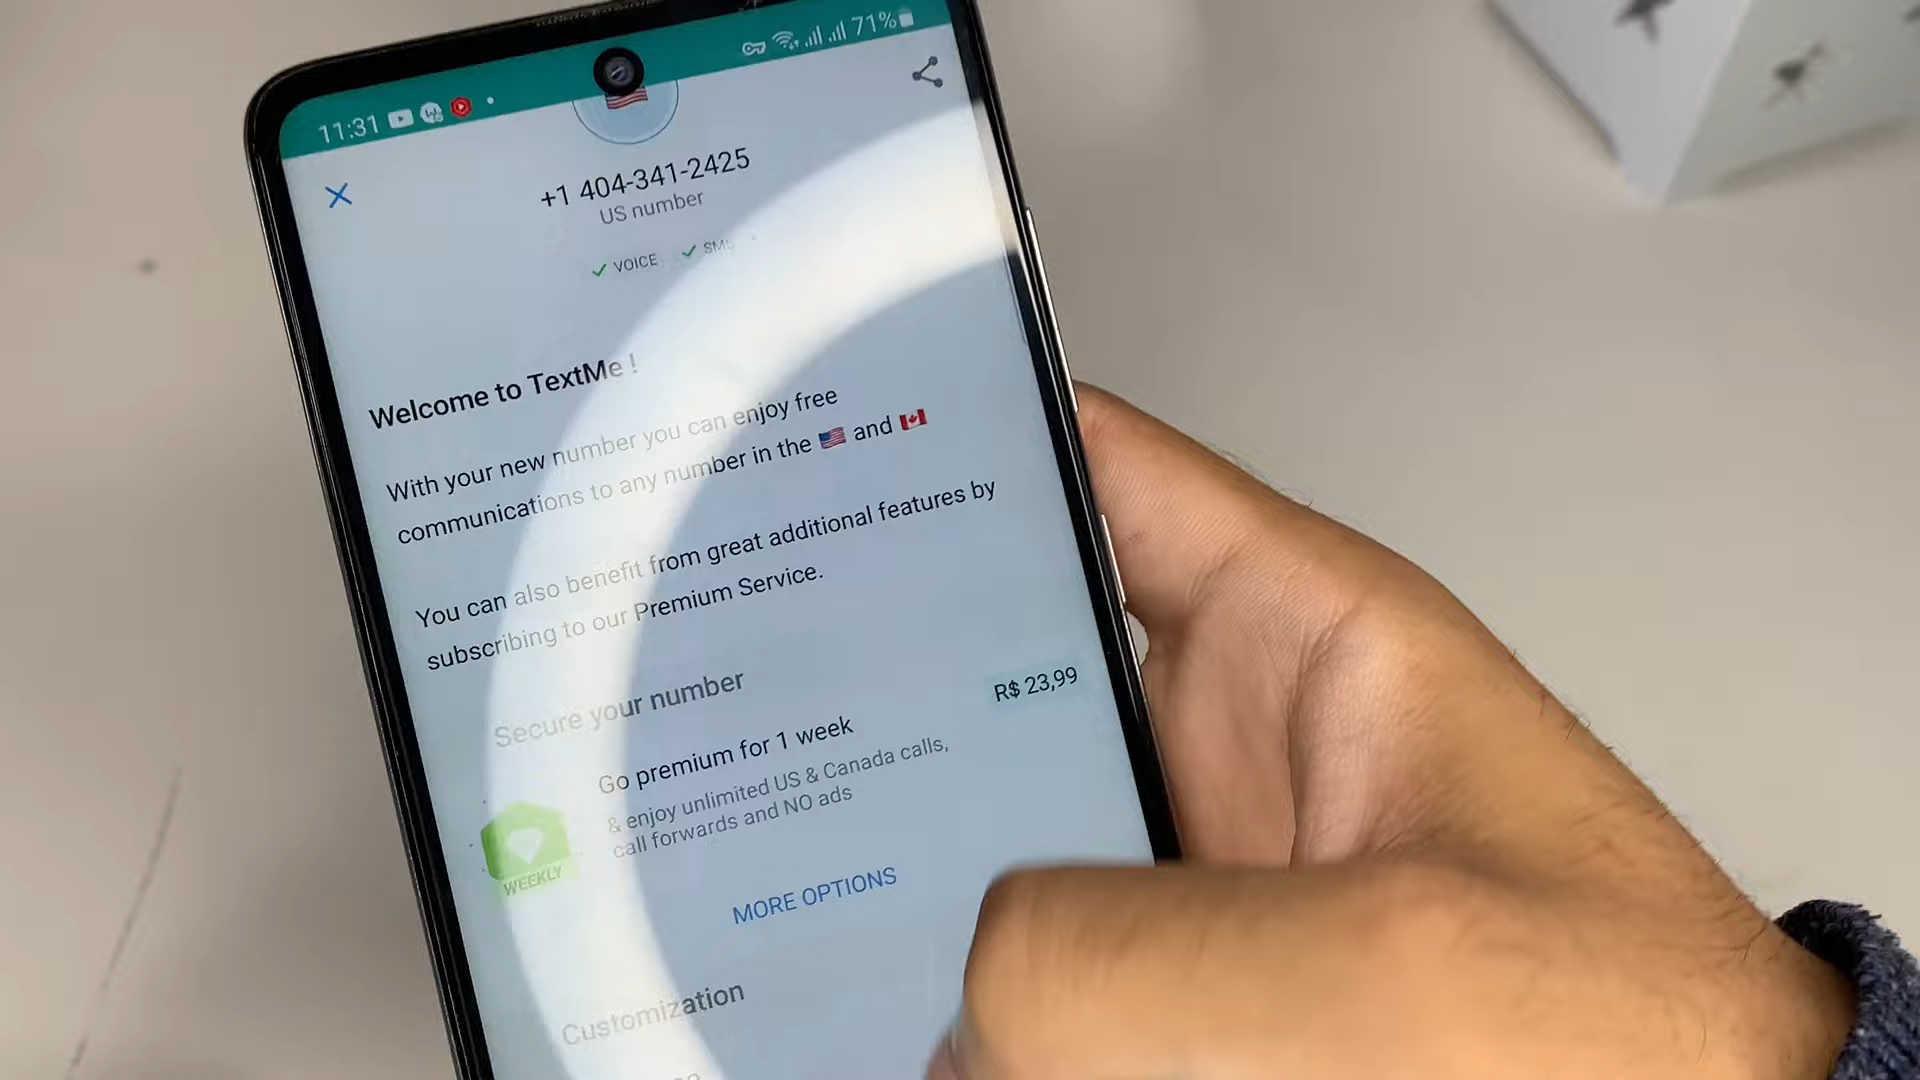 11:31
71%
+1 404-341-2425
US number
VOICE
SMS
Welcome to TextMe !
With your new number you can enjoy free
communications to any number in the 🇺🇸 and 🇨🇦
You can also benefit from great additional features by
subscribing to our Premium Service.
Secure your number
Go premium for 1 week
R$ 23,99
& enjoy unlimited US & Canada calls,
call forwards and NO ads
WEEKLY
MORE OPTIONS
Customization